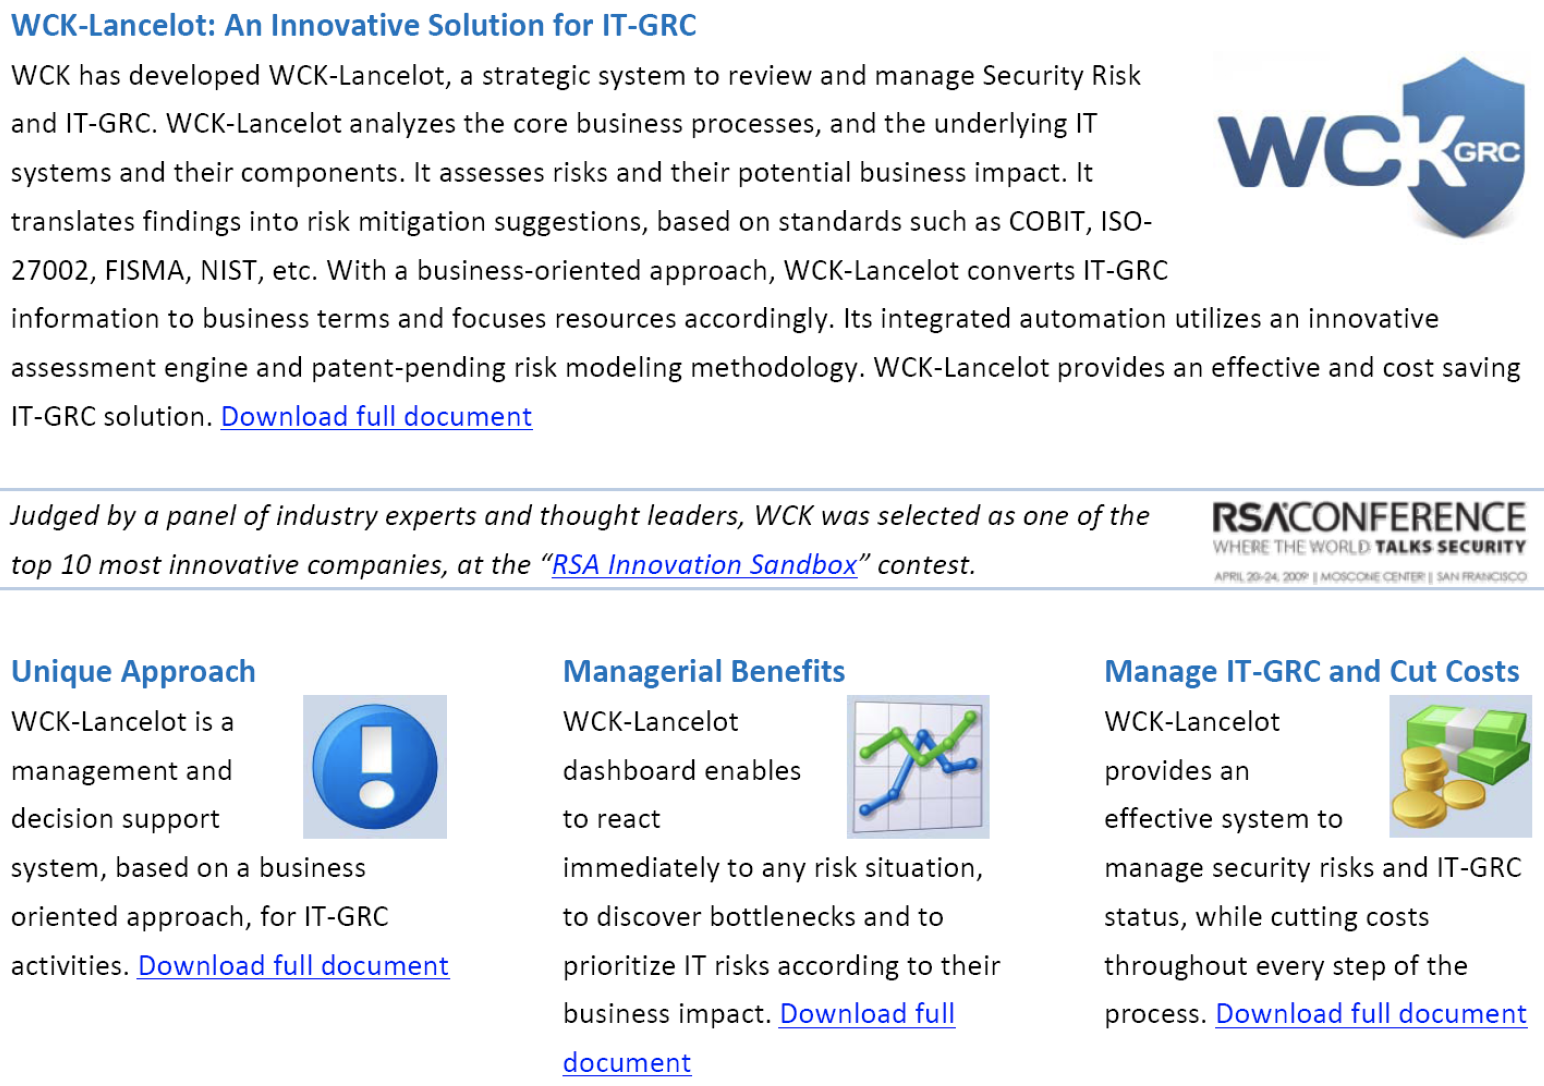 WCK-Lancelot: An Innovative Solution for IT-GRC
WCK has developed WCK-Lancelot, a strategic system to review and manage Security Risk
and IT-GRC. WCK-Lancelot analyzes the core business processes, and the underlying IT
systems and their components. It assesses risks and their potential business impact. It
translates findings into risk mitigation suggestions, based on standards such as COBIT, ISO-
27002, FISMA, NIST, etc. With a business-oriented approach, WCK-Lancelot converts IT-GRC
information to business terms and focuses resources accordingly. Its integrated automation utilizes an innovative
assessment engine and patent-pending risk modeling methodology. WCK-Lancelot provides an effective and cost saving
IT-GRC solution. Download full document
WCK GRC
Judged by a panel of industry experts and thought leaders, WCK was selected as one of the
top 10 most innovative companies, at the “RSA Innovation Sandbox” contest.
RSACONFERENCE
WHERE THE WORLD TALKS SECURITY
APRIL 20-24, 2009 | MOSCONE CENTER | SAN FRANCISCO
Unique Approach
WCK-Lancelot is a
management and
decision support
system, based on a business
oriented approach, for IT-GRC
activities. Download full document
Managerial Benefits
WCK-Lancelot
dashboard enables
to react
immediately to any risk situation,
to discover bottlenecks and to
prioritize IT risks according to their
business impact. Download full
document
Manage IT-GRC and Cut Costs
WCK-Lancelot
provides an
effective system to
manage security risks and IT-GRC
status, while cutting costs
throughout every step of the
process. Download full document